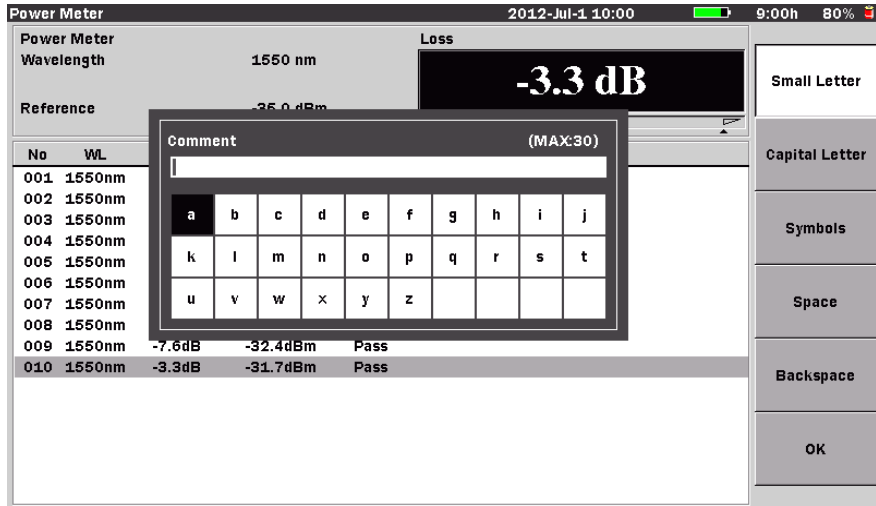 Power Meter 2012-Jul-1 10:00 9:00h 80%
Power Meter
Wavelength 1550 nm
Reference -35.0 dBm
Loss
-3.3 dB
Comment (MAX:30)
a b c d e f g h i j
k l m n o p q r s t
u v w x y z
No WL
001 1550nm
002 1550nm
003 1550nm
004 1550nm
005 1550nm
006 1550nm
007 1550nm
008 1550nm
009 1550nm -7.6dB -32.4dBm Pass
010 1550nm -3.3dB -31.7dBm Pass
Small Letter
Capital Letter
Symbols
Space
Backspace
OK